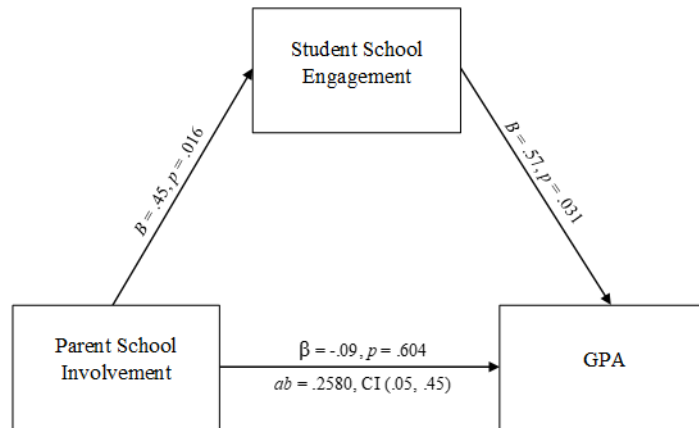 Student School
Engagement
B = .45, p = .016
B = .57, p = .031
Parent School
Involvement
β = -.09, p = .604
ab = .2580, CI (.05, .45)
GPA